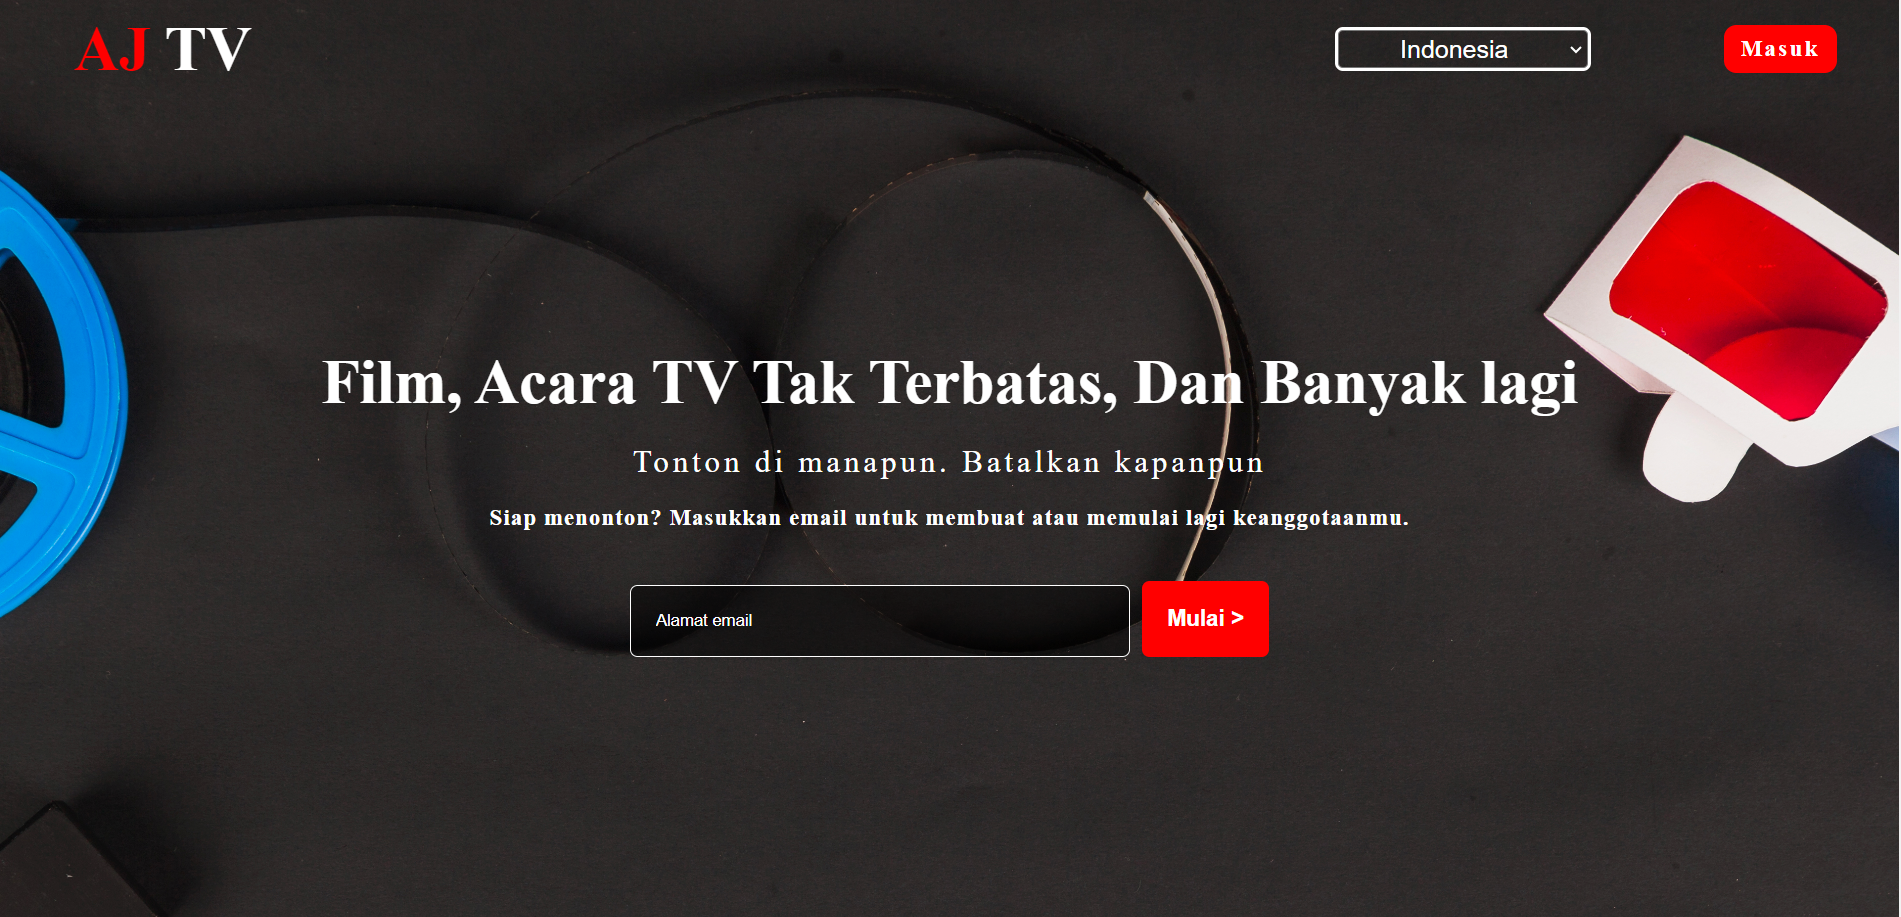 AJ TV
Indonesia
Masuk
Film, Acara TV Tak Terbatas, Dan Banyak lagi
Tonton di manapun. Batalkan kapanpun
Siap menonton? Masukkan email untuk membuat atau memulai lagi keanggotaanmu.
Alamat email
Mulai >